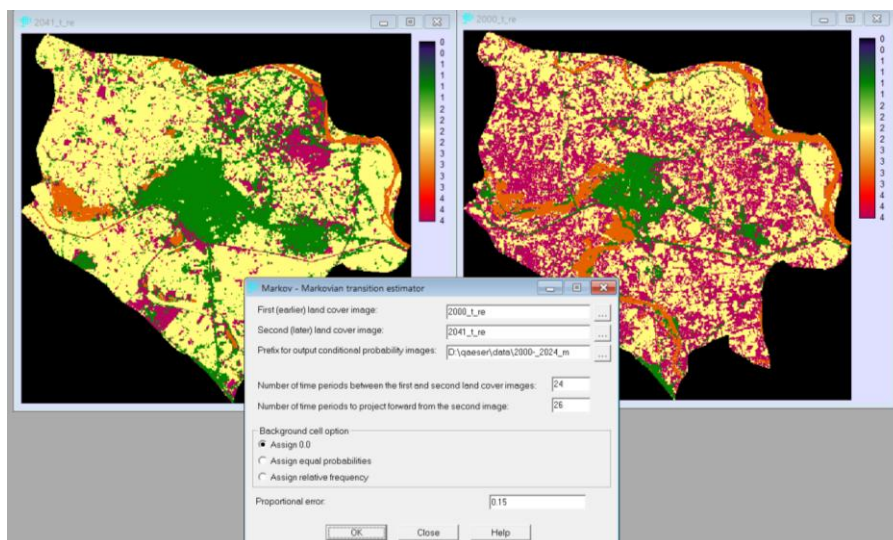 2041_t_re
2000_t_re
0
0
1
1
1
2
2
2
2
3
3
3
3
4
4
0
0
1
1
1
2
2
2
2
3
3
3
3
4
4
Markov - Markovian transition estimator
First (earlier) land cover image: 2000_t_re ...
Second (later) land cover image: 2041_t_re ...
Prefix for output conditional probability images: D:\qaeser\data\2000-_2024_m ...
Number of time periods between the first and second land cover images: 24
Number of time periods to project forward from the second image: 26
Background cell option
Assign 0.0
Assign equal probabilities
Assign relative frequency
Proportional error: 0.15
OK Close Help